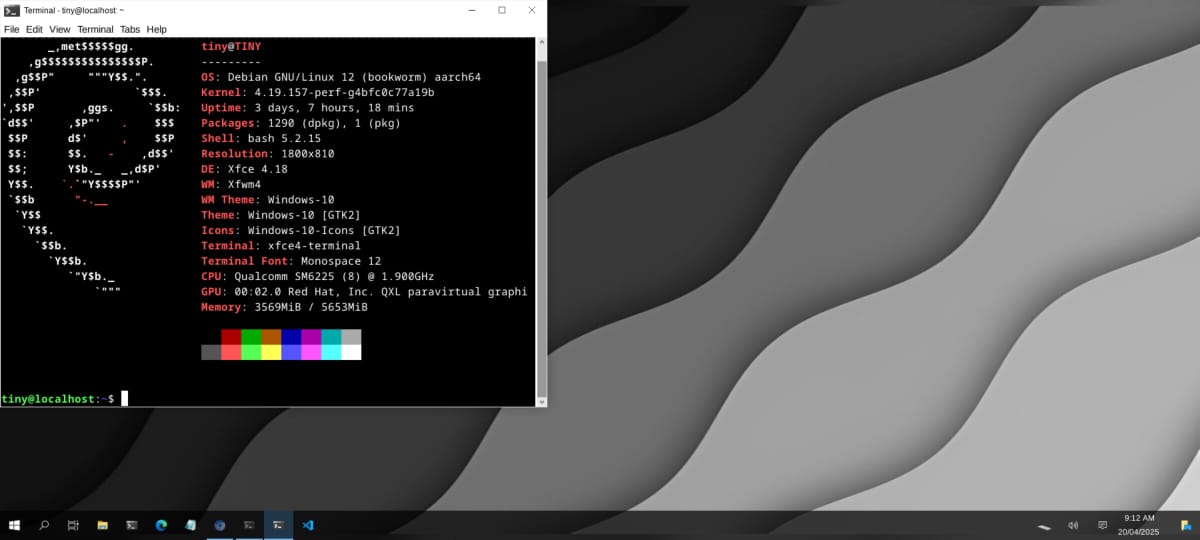 Terminal - tiny@localhost: ~
File Edit View Terminal Tabs Help
_,met$$$$$gg.
,g$$$$$$$$$$$$$$$P.
,g$$P" """Y$$.".
,$$P' `$$$.
',$$P ,ggs. `$$b:
`d$$' ,$P"' . $$$
$$P d$' , $$P
$$: $$. - ,d$$'
$$; Y$b._ _,d$P'
Y$$. `.`"Y$$$$P"'
`$$b "-.__
`Y$$
`Y$$.
`$$b.
`Y$$b.
`"Y$b._
`"""
tiny@TINY
---------
OS: Debian GNU/Linux 12 (bookworm) aarch64
Kernel: 4.19.157-perf-g4bfc0c77a19b
Uptime: 3 days, 7 hours, 18 mins
Packages: 1290 (dpkg), 1 (pkg)
Shell: bash 5.2.15
Resolution: 1800x810
DE: Xfce 4.18
WM: Xfwm4
WM Theme: Windows-10
Theme: Windows-10 [GTK2]
Icons: Windows-10-Icons [GTK2]
Terminal: xfce4-terminal
Terminal Font: Monospace 12
CPU: Qualcomm SM6225 (8) @ 1.900GHz
GPU: 00:02.0 Red Hat, Inc. QXL paravirtual graphi
Memory: 3569MiB / 5653MiB
tiny@localhost:~$
9:12 AM
20/04/2025